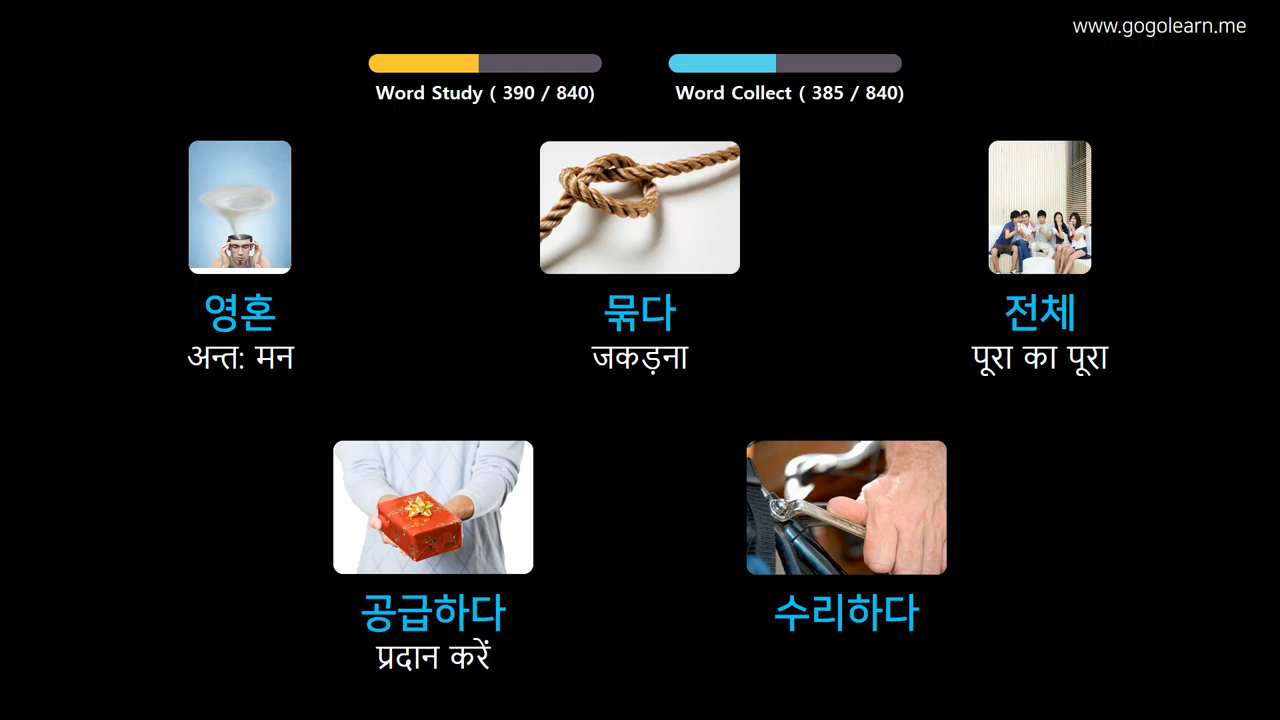 www.gogolearn.me
Word Study ( 390 / 840)
Word Collect ( 385 / 840)
영혼
अन्त: मन
묶다
जकड़ना
전체
पूरा का पूरा
공급하다
प्रदान करें
수리하다